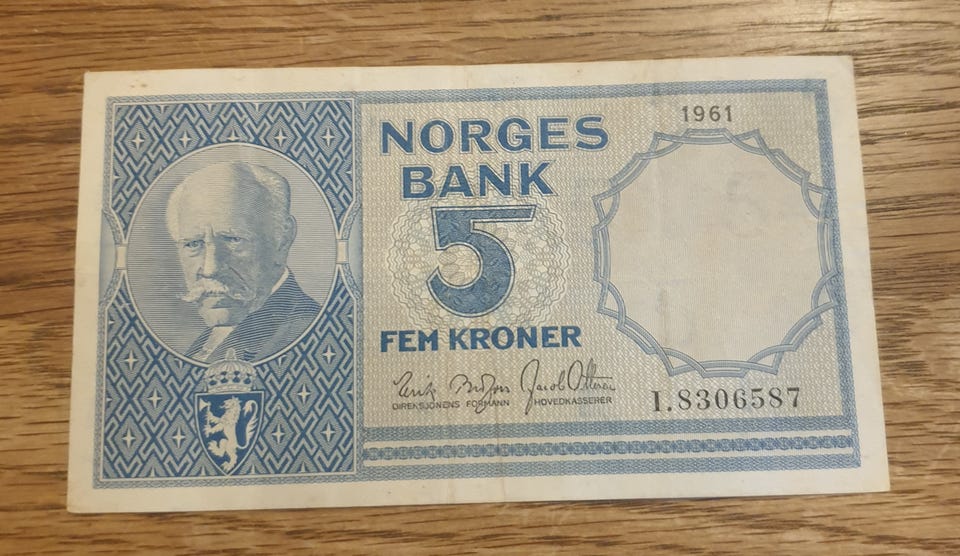 1961
NORGES
BANK
5
FEM KRONER
DIREKSJONENS FORMANN HOVEDKASSERER
I.8306587